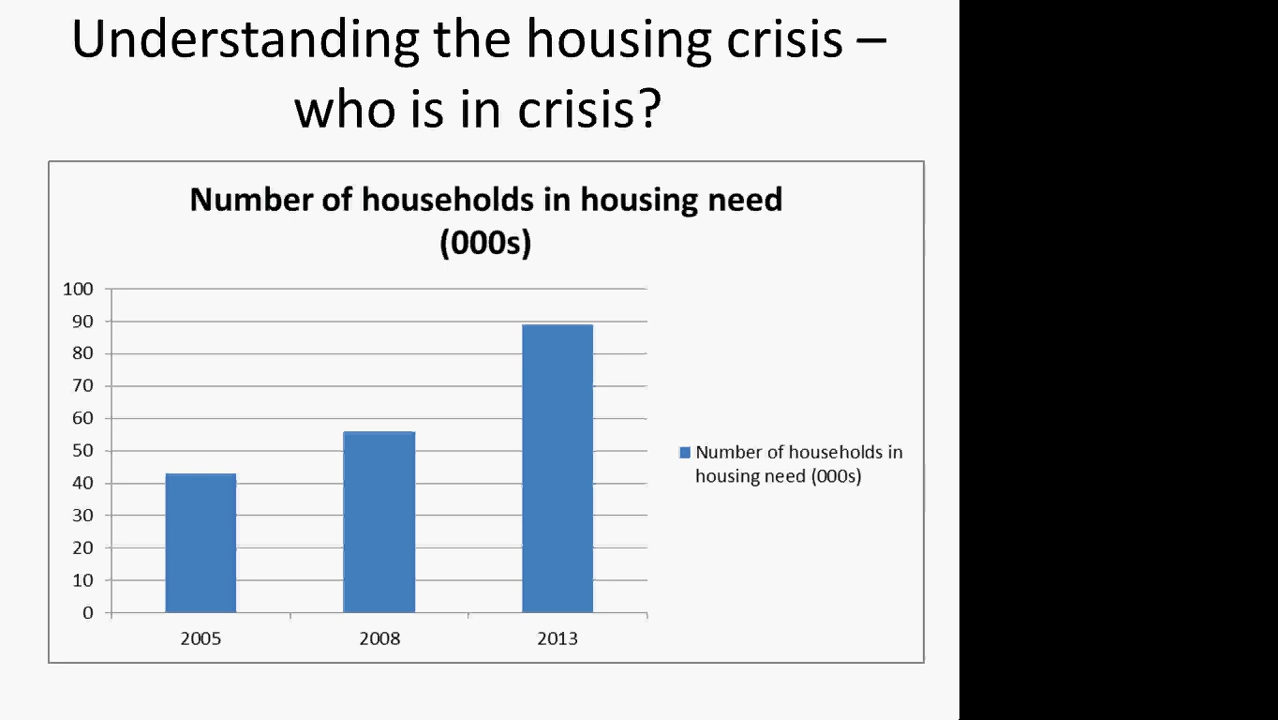 Understanding the housing crisis –
who is in crisis?
Number of households in housing need
(000s)
100
90
80
70
60
50
40
30
20
10
0
2005
2008
2013
Number of households in
housing need (000s)